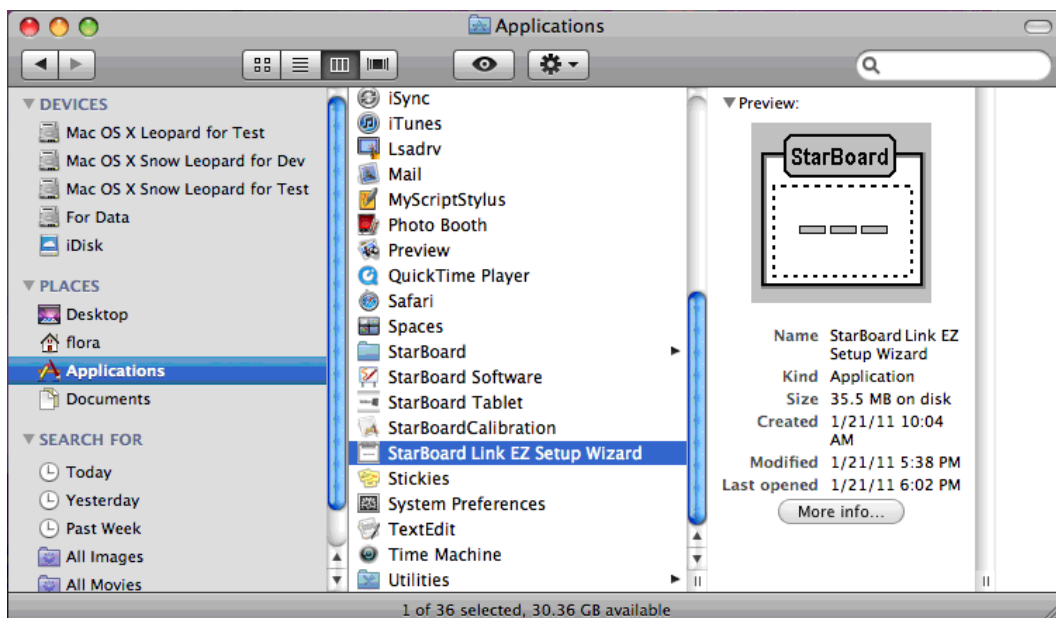 Applications
DEVICES
Mac OS X Leopard for Test
Mac OS X Snow Leopard for Dev
Mac OS X Snow Leopard for Test
For Data
iDisk
PLACES
Desktop
flora
Applications
Documents
SEARCH FOR
Today
Yesterday
Past Week
All Images
All Movies
iSync
iTunes
Lsadrv
Mail
MyScriptStylus
Photo Booth
Preview
QuickTime Player
Safari
Spaces
StarBoard
StarBoard Software
StarBoard Tablet
StarBoardCalibration
StarBoard Link EZ Setup Wizard
Stickies
System Preferences
TextEdit
Time Machine
Utilities
Preview:
StarBoard
Name StarBoard Link EZ
Setup Wizard
Kind Application
Size 35.5 MB on disk
Created 1/21/11 10:04
AM
Modified 1/21/11 5:38 PM
Last opened 1/21/11 6:02 PM
More info...
1 of 36 selected, 30.36 GB available